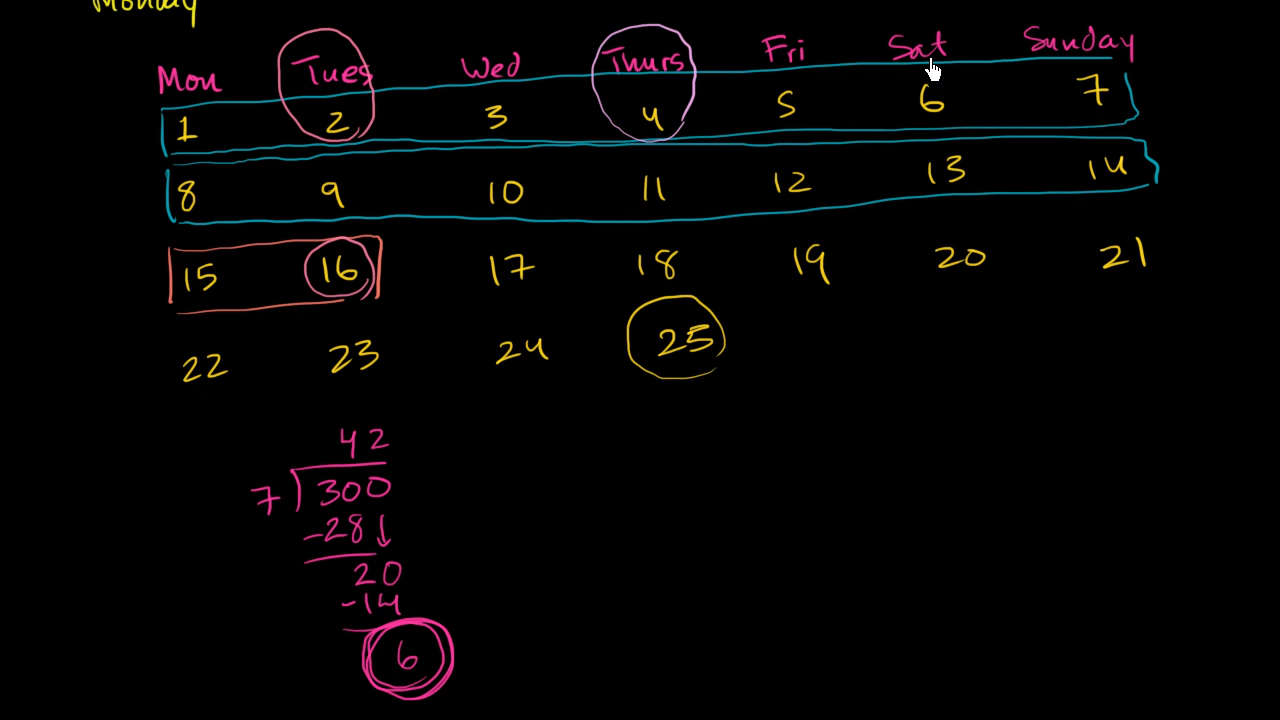 Monday
Mon Tues Wed Thurs Fri Sat Sunday
1 2 3 4 5 6 7
8 9 10 11 12 13 14
15 16 17 18 19 20 21
22 23 24 25
42
7)300
-28↓
20
-14
6